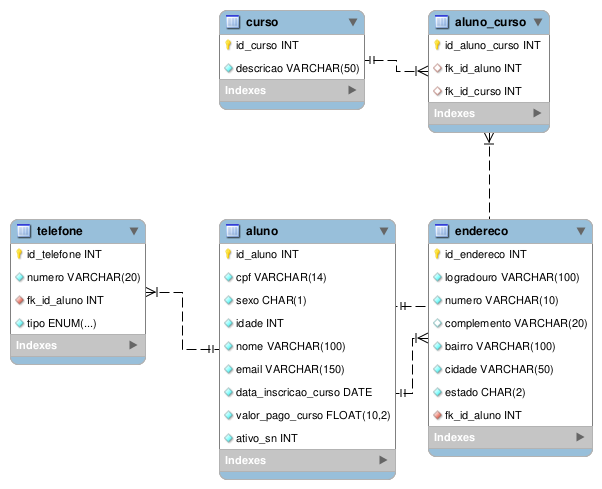 curso
id_curso INT
descricao VARCHAR(50)
Indexes
aluno_curso
id_aluno_curso INT
fk_id_aluno INT
fk_id_curso INT
Indexes
telefone
id_telefone INT
numero VARCHAR(20)
fk_id_aluno INT
tipo ENUM(...)
Indexes
aluno
id_aluno INT
cpf VARCHAR(14)
sexo CHAR(1)
idade INT
nome VARCHAR(100)
email VARCHAR(150)
data_inscricao_curso DATE
valor_pago_curso FLOAT(10,2)
ativo_sn INT
Indexes
endereco
id_endereco INT
logradouro VARCHAR(100)
numero VARCHAR(10)
complemento VARCHAR(20)
bairro VARCHAR(100)
cidade VARCHAR(50)
estado CHAR(2)
fk_id_aluno INT
Indexes